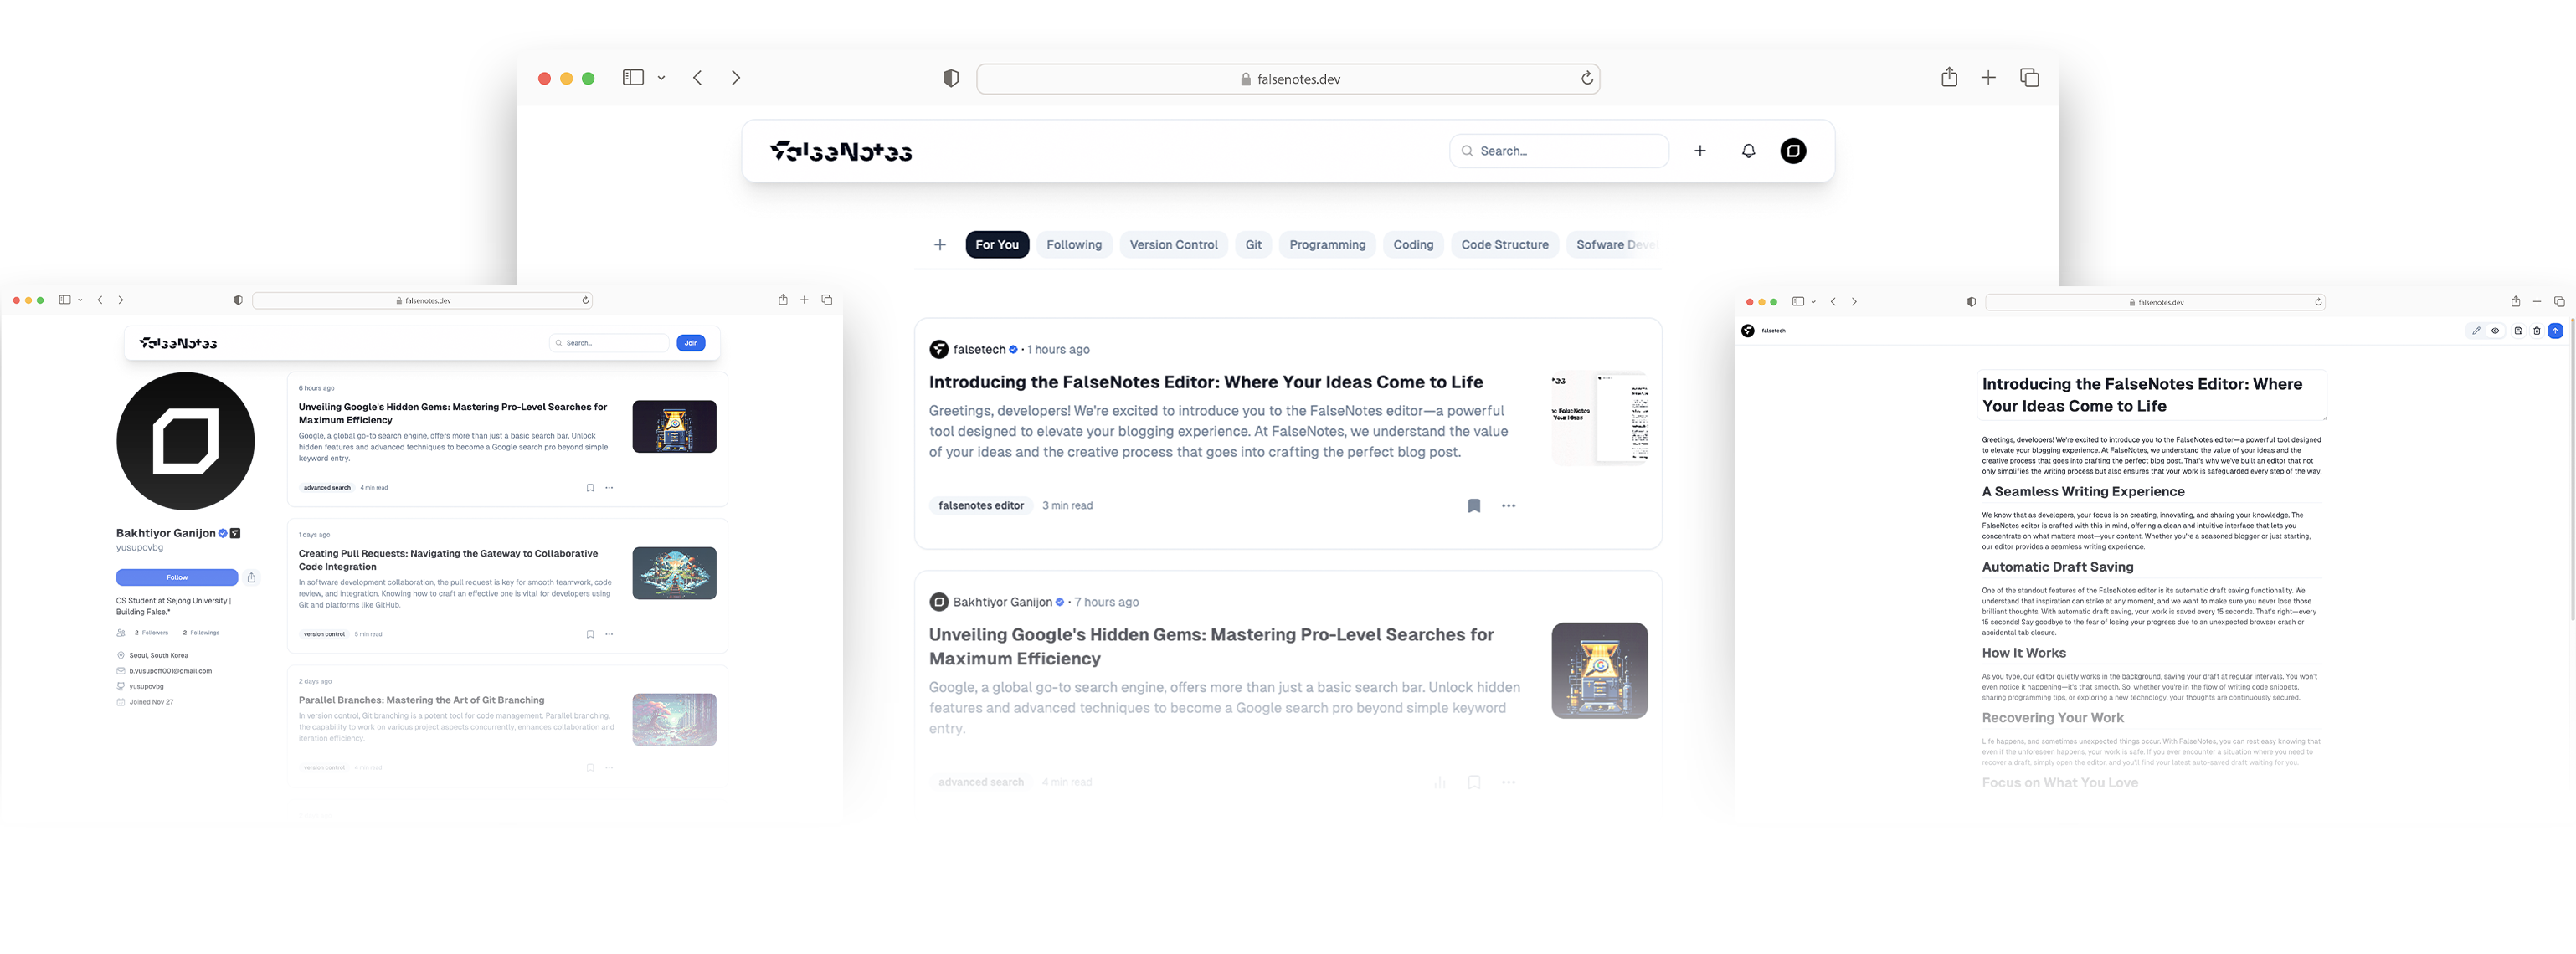 falsenotes.dev
FalseNotes
Search...
For You
Following
Version Control
Git
Programming
Coding
Code Structure
Sofware Deve
falsetech • 1 hours ago
Introducing the FalseNotes Editor: Where Your Ideas Come to Life
Greetings, developers! We're excited to introduce you to the FalseNotes editor—a powerful
tool designed to elevate your blogging experience. At FalseNotes, we understand the value
of your ideas and the creative process that goes into crafting the perfect blog post.
falsenotes editor
3 min read
Bakhtiyor Ganijon • 7 hours ago
Unveiling Google's Hidden Gems: Mastering Pro-Level Searches for
Maximum Efficiency
Google, a global go-to search engine, offers more than just a basic search bar. Unlock hidden
features and advanced techniques to become a Google search pro beyond simple keyword
entry.
advanced search
4 min read
falsenotes.dev
FalseNotes
Search...
Join
Bakhtiyor Ganijon
yusupovbg
Follow
CS Student at Sejong University |
Building False.*
2 Followers
2 Followings
Seoul, South Korea
b.yusupoff001@gmail.com
yusupovbg
Joined Nov 27
6 hours ago
Unveiling Google's Hidden Gems: Mastering Pro-Level Searches for
Maximum Efficiency
Google, a global go-to search engine, offers more than just a basic search bar. Unlock
hidden features and advanced techniques to become a Google search pro beyond simple
keyword entry.
advanced search
4 min read
1 days ago
Creating Pull Requests: Navigating the Gateway to Collaborative
Code Integration
In software development collaboration, the pull request is key for smooth teamwork, code
review, and integration. Knowing how to craft an effective one is vital for developers using
Git and platforms like GitHub.
version control
5 min read
2 days ago
Parallel Branches: Mastering the Art of Git Branching
In version control, Git branching is a potent tool for code management. Parallel branching,
the capability to work on various project aspects concurrently, enhances collaboration and
iteration efficiency.
version control
4 min read
falsenotes.dev
falsetech
Introducing the FalseNotes Editor: Where
Your Ideas Come to Life
Greetings, developers! We're excited to introduce you to the FalseNotes editor—a powerful tool designed
to elevate your blogging experience. At FalseNotes, we understand the value of your ideas and the
creative process that goes into crafting the perfect blog post. That's why we've built an editor that not
only simplifies the writing process but also ensures that your work is safeguarded every step of the way.
A Seamless Writing Experience
We know that as developers, your focus is on creating, innovating, and sharing your knowledge. The
FalseNotes editor is crafted with this in mind, offering a clean and intuitive interface that lets you
concentrate on what matters most—your content. Whether you're a seasoned blogger or just starting,
our editor provides a seamless writing experience.
Automatic Draft Saving
One of the standout features of the FalseNotes editor is its automatic draft saving functionality. We
understand that inspiration can strike at any moment, and we want to make sure you never lose those
brilliant thoughts. With automatic draft saving, your work is saved every 15 seconds. That's right—every
15 seconds! Say goodbye to the fear of losing your progress due to an unexpected browser crash or
accidental tab closure.
How It Works
As you type, our editor quietly works in the background, saving your draft at regular intervals. You won't
even notice it happening—it's that smooth. So, whether you're in the flow of writing code snippets,
sharing programming tips, or exploring a new technology, your thoughts are continuously secured.
Recovering Your Work
Life happens, and sometimes unexpected things occur. With FalseNotes, you can rest easy knowing that
even if the unforeseen happens, your work is safe. If you ever encounter a situation where you need to
recover a draft, simply open the editor, and you'll find your latest auto-saved draft waiting for you.
Focus on What You Love